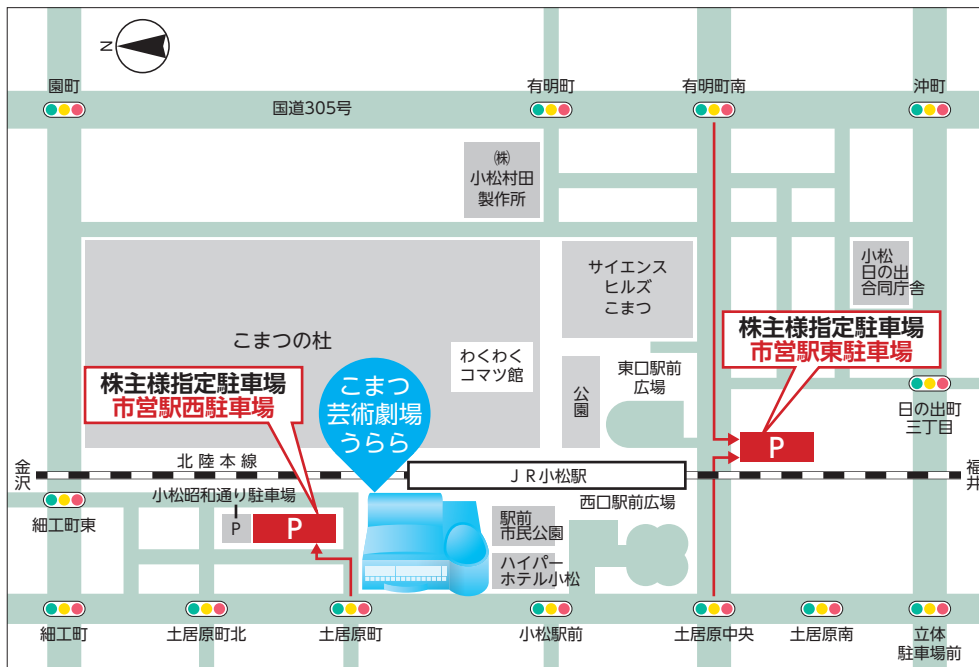 N
園町
有明町
有明町南
沖町
国道305号
㈱
小松村田
製作所
サイエンス
ヒルズ
こまつ
小松
日の出
合同庁舎
こまつの杜
わくわく
コマツ館
株主様指定駐車場
市営駅西駐車場
こまつ
芸術劇場
うらら
公園
東口駅前
広場
株主様指定駐車場
市営駅東駐車場
日の出町
三丁目
P
金沢
北陸本線
JR小松駅
福井
細工町東
小松昭和通り駐車場
P
P
駅前
市民公園
西口駅前広場
ハイパー
ホテル小松
細工町
土居原町北
土居原町
小松駅前
土居原中央
土居原南
立体
駐車場前